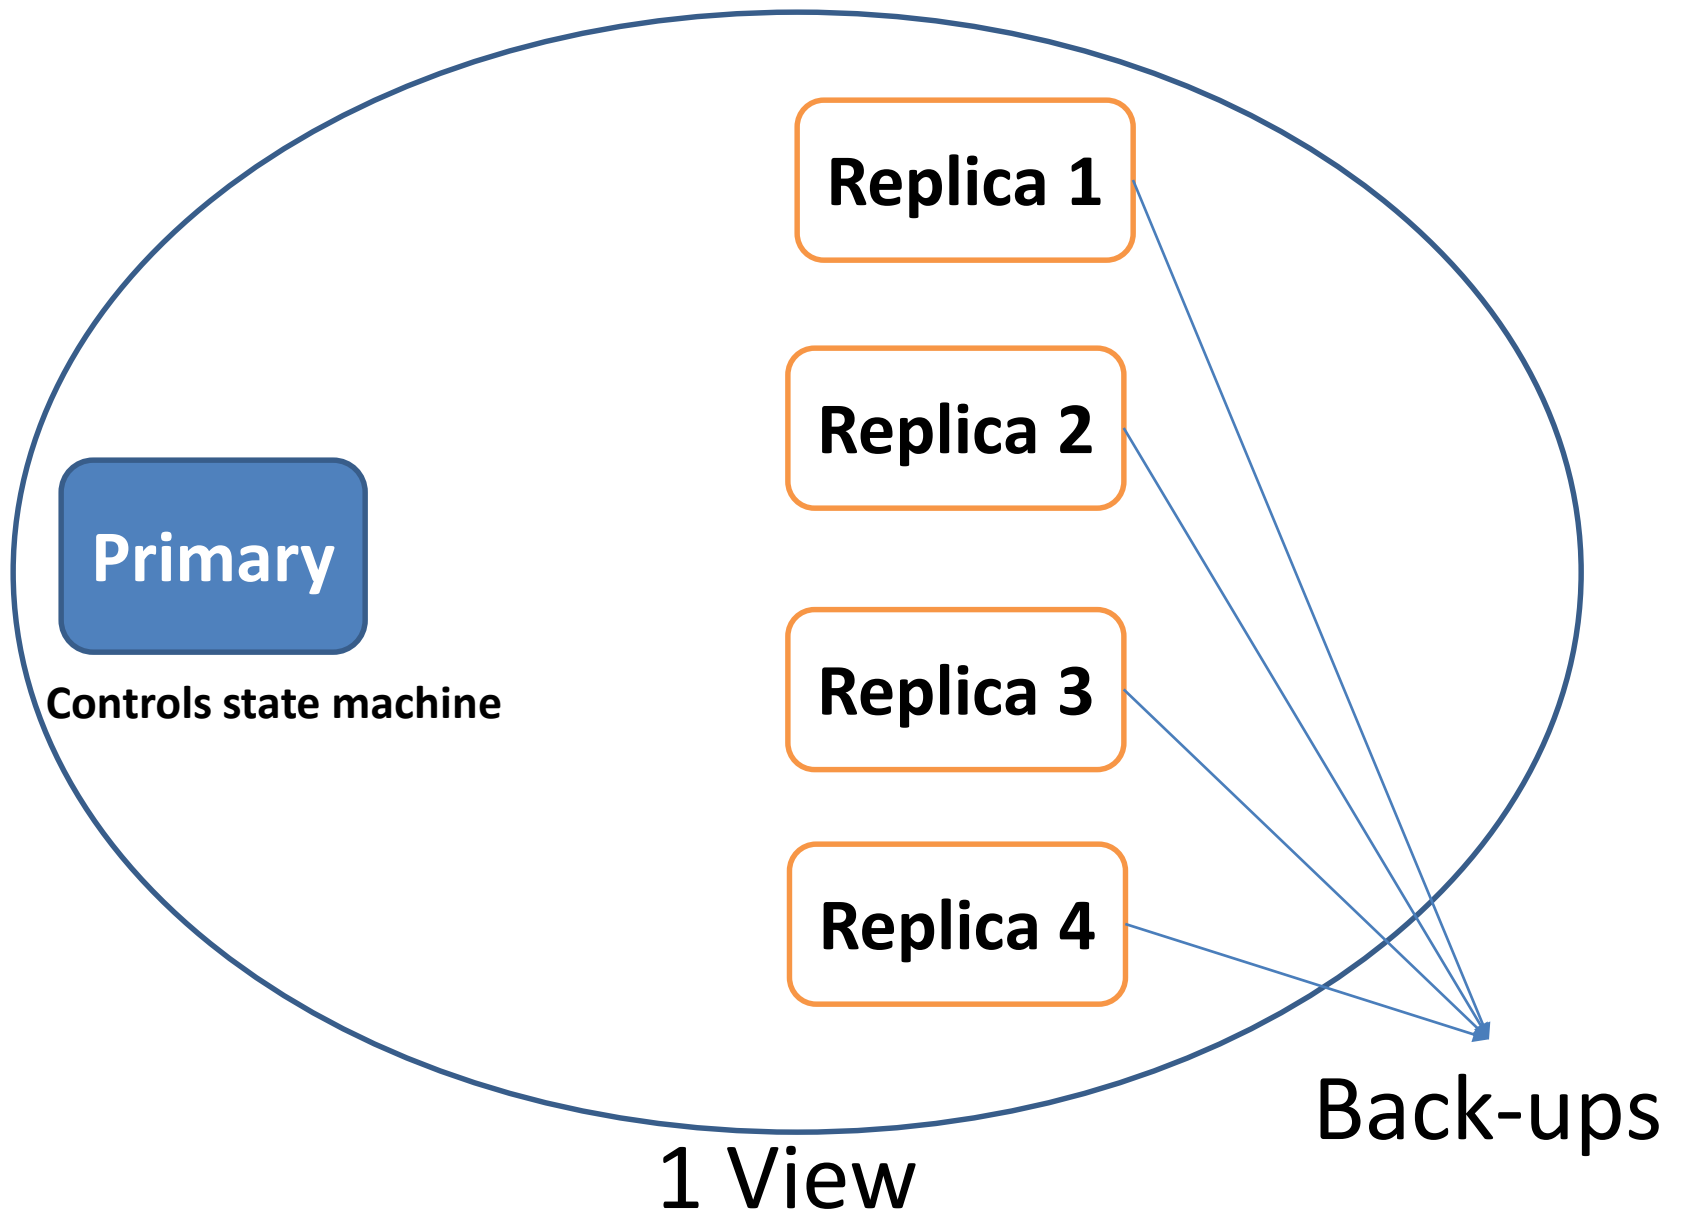 Replica 1
Replica 2
Primary
Replica 3
Controls state machine
Replica 4
Back-ups
1 View